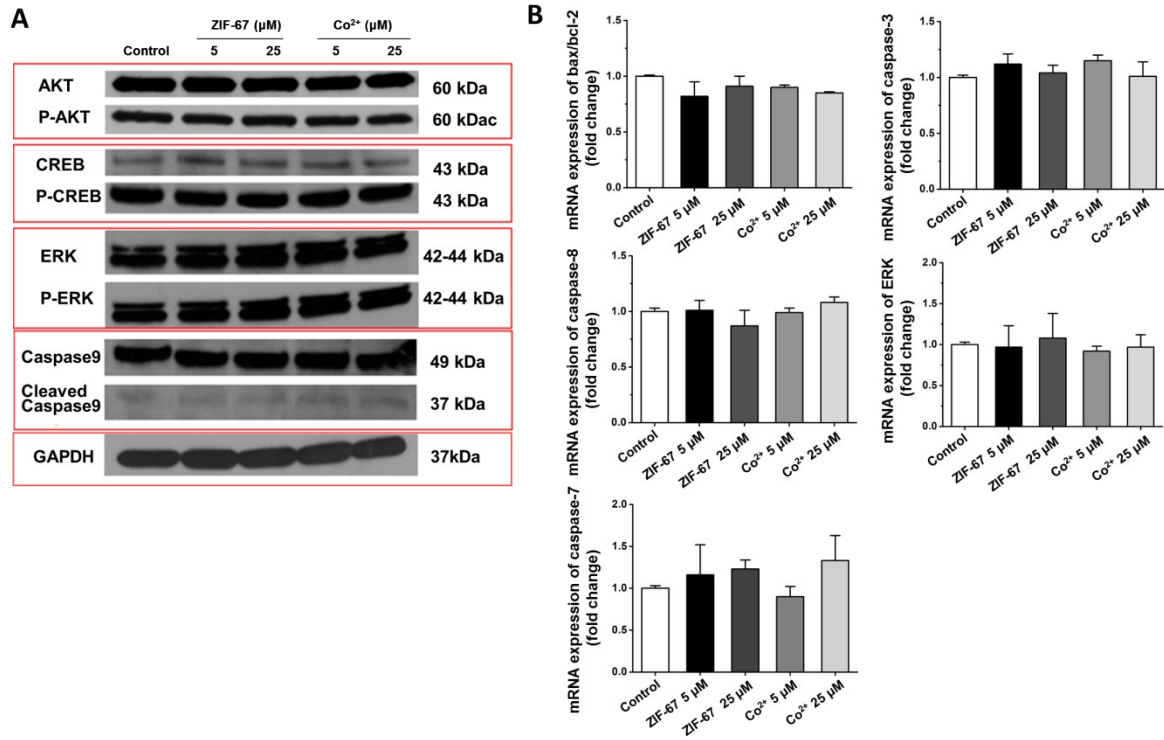 A
ZIF-67 (µM)
Co²⁺ (µM)
Control
5
25
5
25
AKT
60 kDa
P-AKT
60 kDac
CREB
43 kDa
P-CREB
43 kDa
ERK
42-44 kDa
P-ERK
42-44 kDa
Caspase9
49 kDa
Cleaved
Caspase9
37 kDa
GAPDH
37kDa
B
mRNA expression of bax/bcl-2
(fold change)
1.5
1.0
0.5
0.0
Control
ZIF-67 5 µM
ZIF-67 25 µM
Co²⁺ 5 µM
Co²⁺ 25 µM
mRNA expression of caspase-3
(fold change)
1.5
1.0
0.5
0.0
Control
ZIF-67 5 µM
ZIF-67 25 µM
Co²⁺ 5 µM
Co²⁺ 25 µM
mRNA expression of caspase-8
(fold change)
1.5
1.0
0.5
0.0
Control
ZIF-67 5 µM
ZIF-67 25 µM
Co²⁺ 5 µM
Co²⁺ 25 µM
mRNA expression of ERK
(fold change)
2.0
1.5
1.0
0.5
0.0
Control
ZIF-67 5 µM
ZIF-67 25 µM
Co²⁺ 5 µM
Co²⁺ 25 µM
mRNA expression of caspase-7
(fold change)
2.0
1.5
1.0
0.5
0.0
Control
ZIF-67 5 µM
ZIF-67 25 µM
Co²⁺ 5 µM
Co²⁺ 25 µM